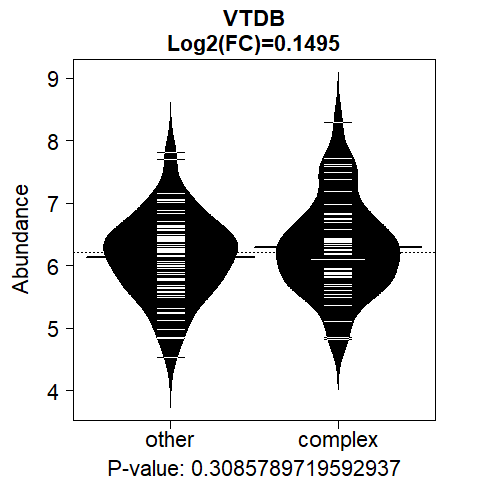 VTDB
Log2(FC)=0.1495
9
8
7
6
5
4
Abundance
other complex
P-value: 0.3085789719592937